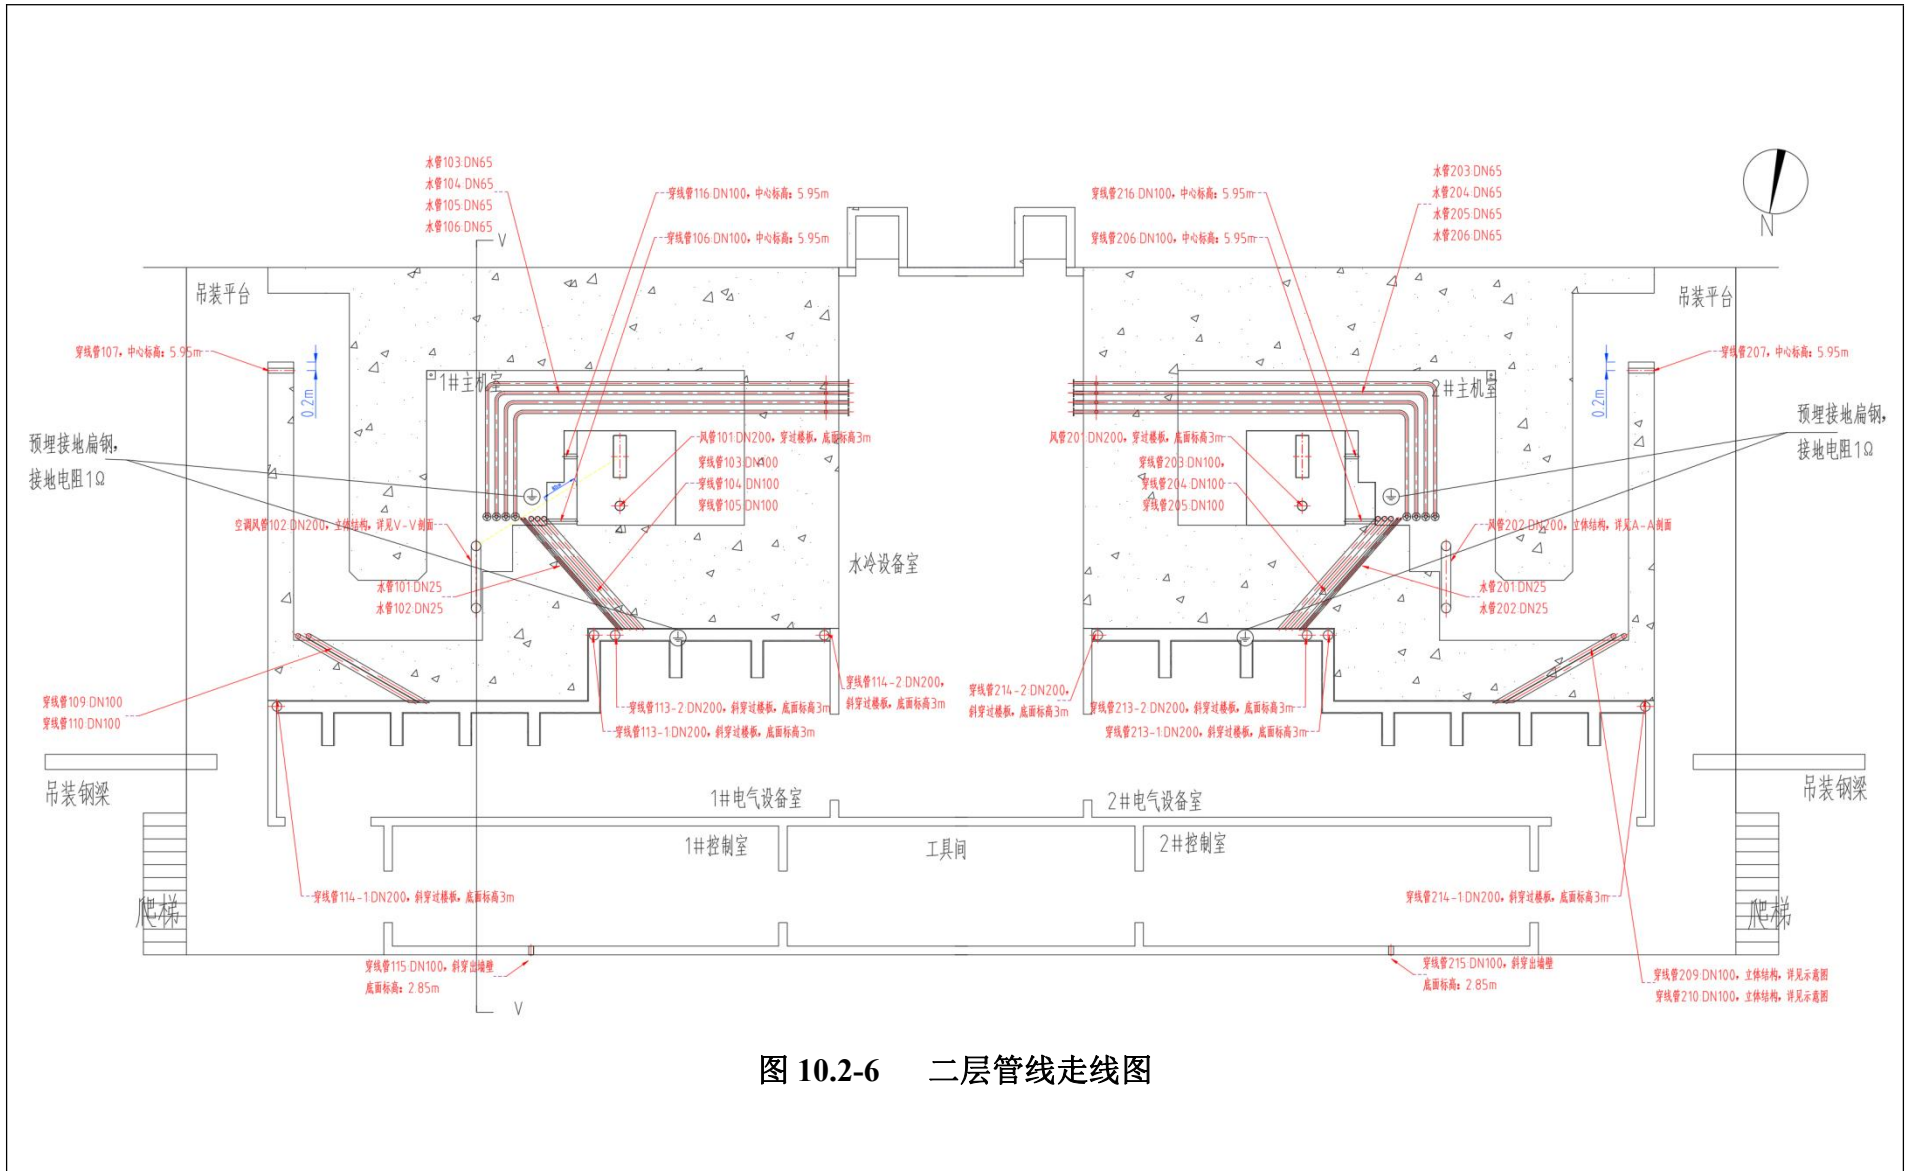 水管103:DN65
水管104:DN65
水管105:DN65
水管106:DN65
穿线管116:DN100，中心标高：5.95m
穿线管106:DN100，中心标高：5.95m
V
穿线管216:DN100，中心标高：5.95m
穿线管206:DN100，中心标高：5.95m
水管203:DN65
水管204:DN65
水管205:DN65
水管206:DN65
N
吊装平台
吊装平台
穿线管107，中心标高：5.95m
0.2m
1#主机室
2#主机室
0.2m
穿线管207，中心标高：5.95m
预埋接地扁钢，
接地电阻1Ω
预埋接地扁钢，
接地电阻1Ω
风管101:DN200，穿过楼板，底面标高3m
穿线管103:DN100
穿线管104:DN100
穿线管105:DN100
风管201:DN200，穿过楼板，底面标高3m
穿线管203:DN100，
穿线管204:DN100
穿线管205:DN100
空调风管102:DN200，立体结构，详见V-V剖面
风管202:DN200，立体结构，详见A-A剖面
水冷设备室
水管101:DN25
水管102:DN25
水管201:DN25
水管202:DN25
穿线管109:DN100
穿线管110:DN100
穿线管113-2:DN200，斜穿过楼板，底面标高3m
穿线管113-1:DN200，斜穿过楼板，底面标高3m
穿线管114-2:DN200，
斜穿过楼板，底面标高3m
穿线管214-2:DN200，
斜穿过楼板，底面标高3m
穿线管213-2:DN200，斜穿过楼板，底面标高3m
穿线管213-1:DN200，斜穿过楼板，底面标高3m
吊装钢梁
吊装钢梁
1#电气设备室
2#电气设备室
1#控制室
工具间
2#控制室
穿线管114-1:DN200，斜穿过楼板，底面标高3m
穿线管214-1:DN200，斜穿过楼板，底面标高3m
爬梯
爬梯
穿线管115:DN100，斜穿出墙壁
底面标高：2.85m
穿线管215:DN100，斜穿出墙壁
底面标高：2.85m
穿线管209:DN100，立体结构，详见示意图
穿线管210:DN100，立体结构，详见示意图
V
图 10.2-6 二层管线走线图